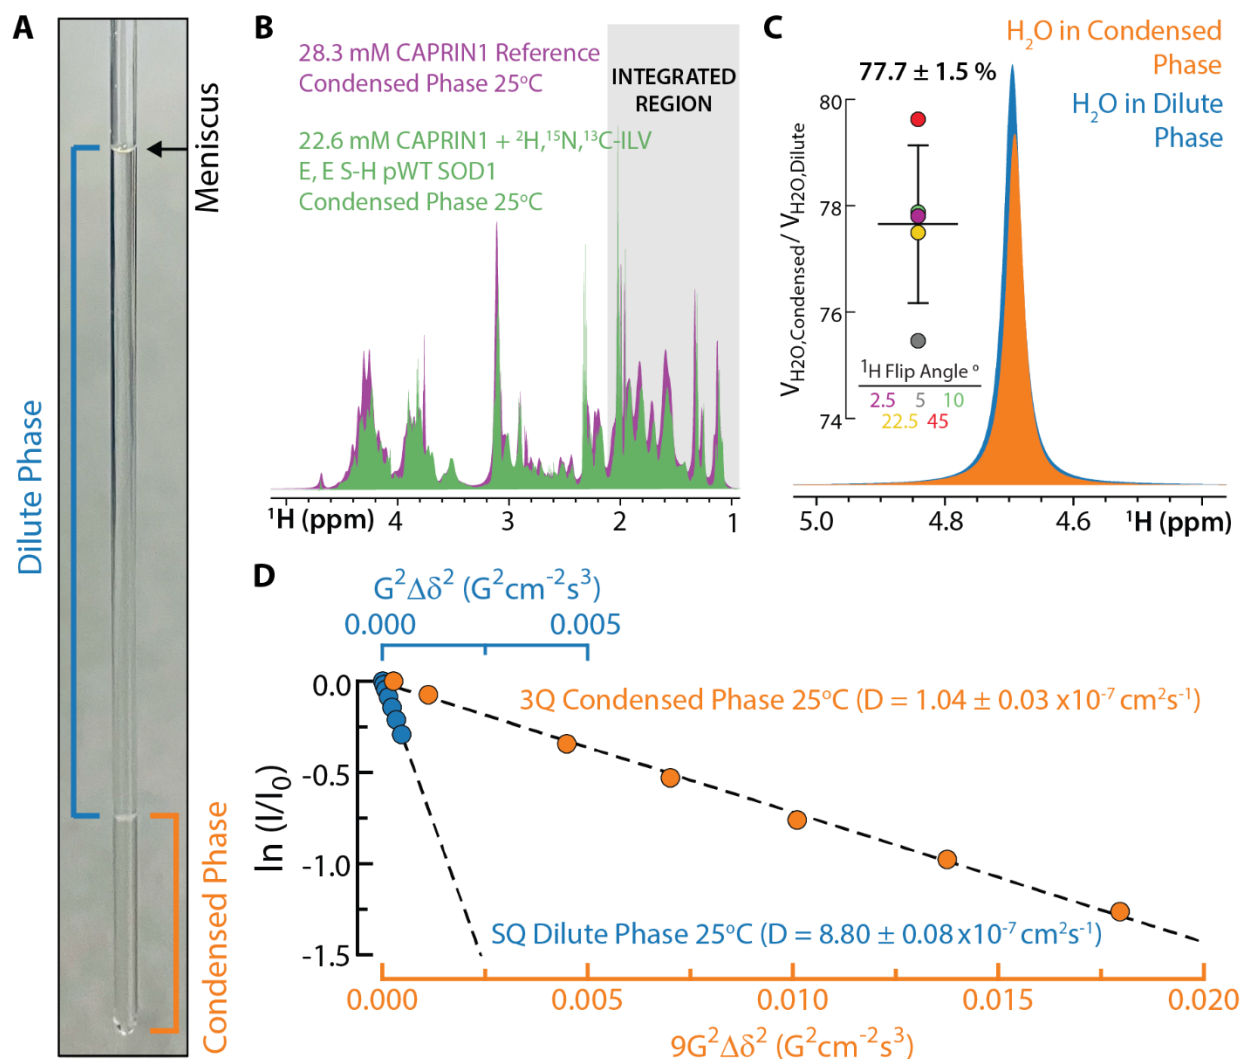 A
Meniscus
Dilute Phase
Condensed Phase
B
28.3 mM CAPRIN1 Reference
Condensed Phase 25°C
22.6 mM CAPRIN1 + ²H,¹⁵N,¹³C-ILV
E, E S-H pWT SOD1
Condensed Phase 25°C
INTEGRATED
REGION
¹H (ppm) 4 3 2 1
C
H₂O in Condensed
Phase
H₂O in Dilute
Phase
77.7 ± 1.5 %
V_H2O,Condensed / V_H2O,Dilute
80
78
76
74
¹H Flip Angle °
2.5 5 10
22.5 45
5.0 4.8 4.6 ¹H (ppm)
D
G²Δδ² (G²cm⁻²s³)
0.000 0.005
ln (I/I₀)
0.0
-0.5
-1.0
-1.5
3Q Condensed Phase 25°C (D = 1.04 ± 0.03 x10⁻⁷ cm²s⁻¹)
SQ Dilute Phase 25°C (D = 8.80 ± 0.08 x10⁻⁷ cm²s⁻¹)
0.000 0.005 0.010 0.015 0.020
9G²Δδ² (G²cm⁻²s³)